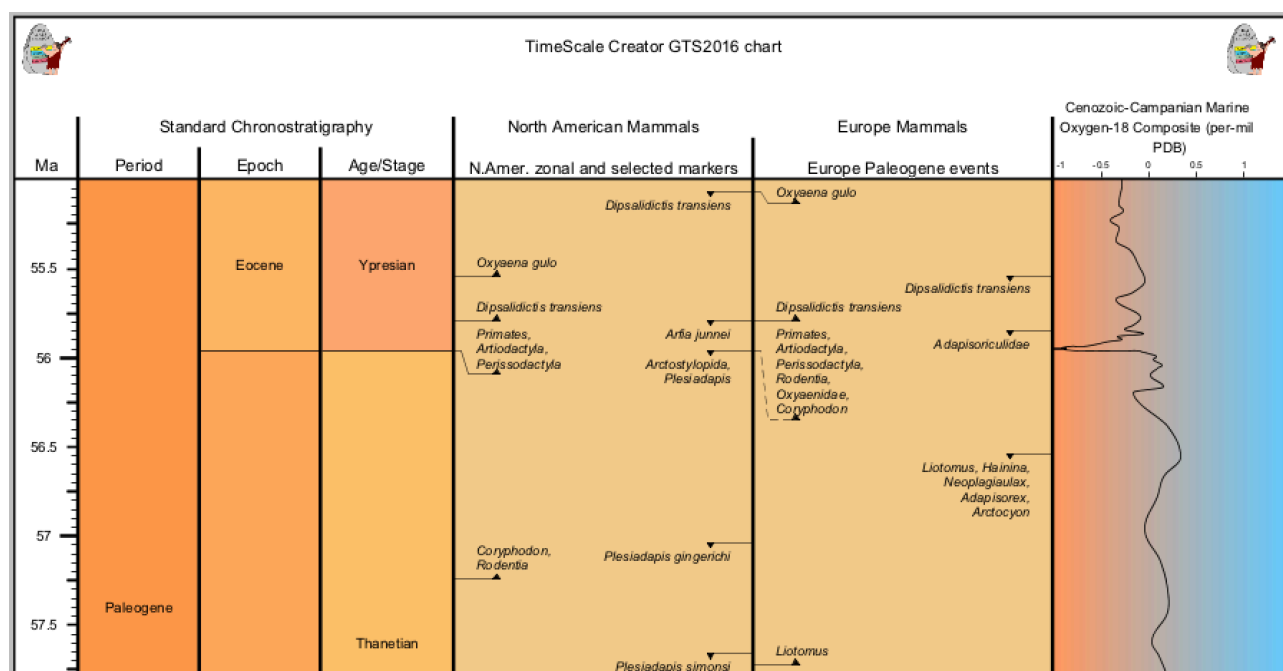 TimeScale Creator GTS2016 chart
Standard Chronostratigraphy
North American Mammals
Europe Mammals
Cenozoic-Campanian Marine
Oxygen-18 Composite (per-mil
PDB)
Ma
Period
Epoch
Age/Stage
N.Amer. zonal and selected markers
Europe Paleogene events
-1 -0.5 0 0.5 1
55.5
56
56.5
57
57.5
Paleogene
Eocene
Ypresian
Thanetian
Oxyaena gulo
Dipsalidictis transiens
Primates,
Artiodactyla,
Perissodactyla
Coryphodon,
Rodentia
Dipsalidictis transiens
Arfia junnei
Arctostylopida,
Plesiadapis
Plesiadapis gingerichi
Plesiadapis simonsi
Oxyaena gulo
Dipsalidictis transiens
Primates,
Artiodactyla,
Perissodactyla,
Rodentia,
Oxyaenidae,
Coryphodon
Liotomus
Dipsalidictis transiens
Adapisoriculidae
Liotomus, Hainina,
Neoplagiaulax,
Adapisorex,
Arctocyon